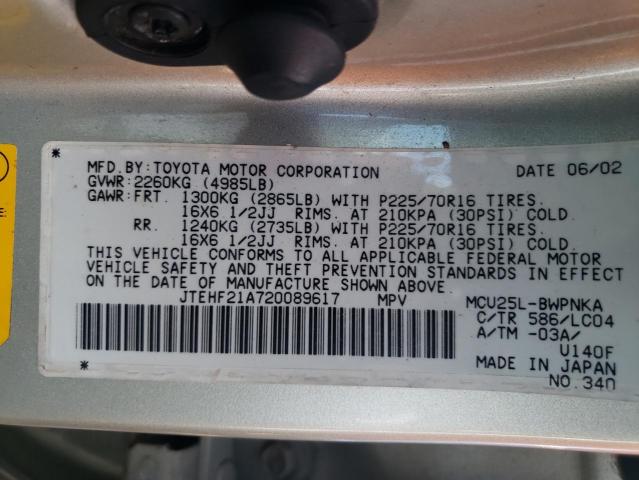 MFD.BY:TOYOTA MOTOR CORPORATION DATE 06/02
GVWR:2260KG (4985LB)
GAWR:FRT. 1300KG (2865LB) WITH P225/70R16 TIRES.
16X6 1/2JJ RIMS. AT 210KPA (30PSI) COLD.
RR. 1240KG (2735LB) WITH P225/70R16 TIRES.
16X6 1/2JJ RIMS. AT 210KPA (30PSI) COLD.
THIS VEHICLE CONFORMS TO ALL APPLICABLE FEDERAL MOTOR
VEHICLE SAFETY AND THEFT PREVENTION STANDARDS IN EFFECT
ON THE DATE OF MANUFACTURE SHOWN ABOVE.
JTEHF21A720089617 MPV MCU25L-BWPNKA
C/TR 586/LC04
A/TM -03A/
U140F
MADE IN JAPAN
NO.340